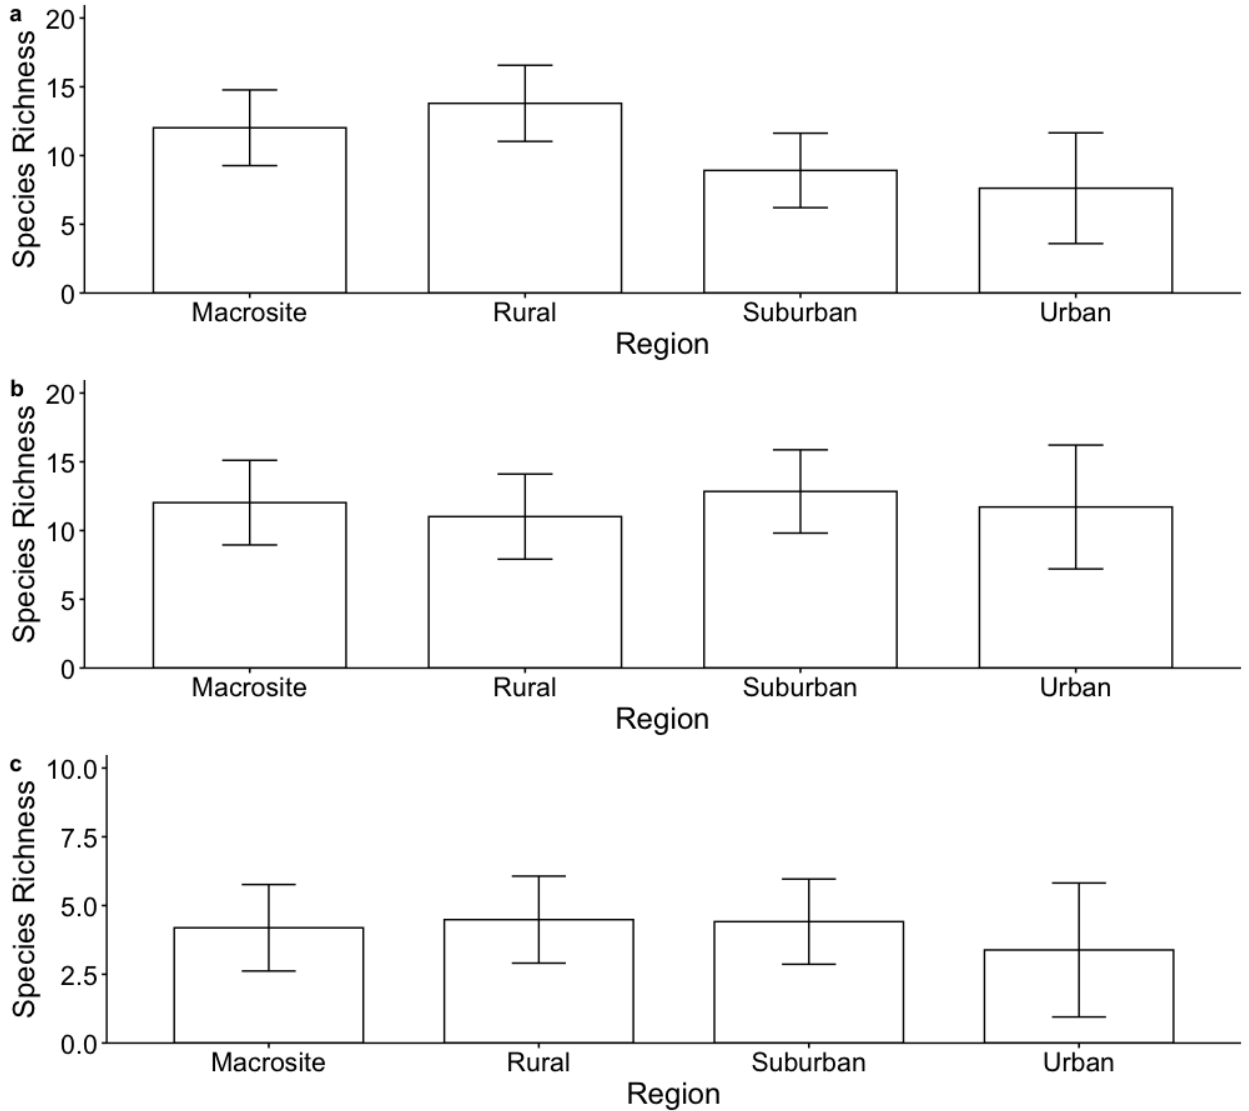 a
Species Richness
20
15
10
5
0
Macrosite Rural Suburban Urban
Region
b
Species Richness
20
15
10
5
0
Macrosite Rural Suburban Urban
Region
c
Species Richness
10.0
7.5
5.0
2.5
0.0
Macrosite Rural Suburban Urban
Region